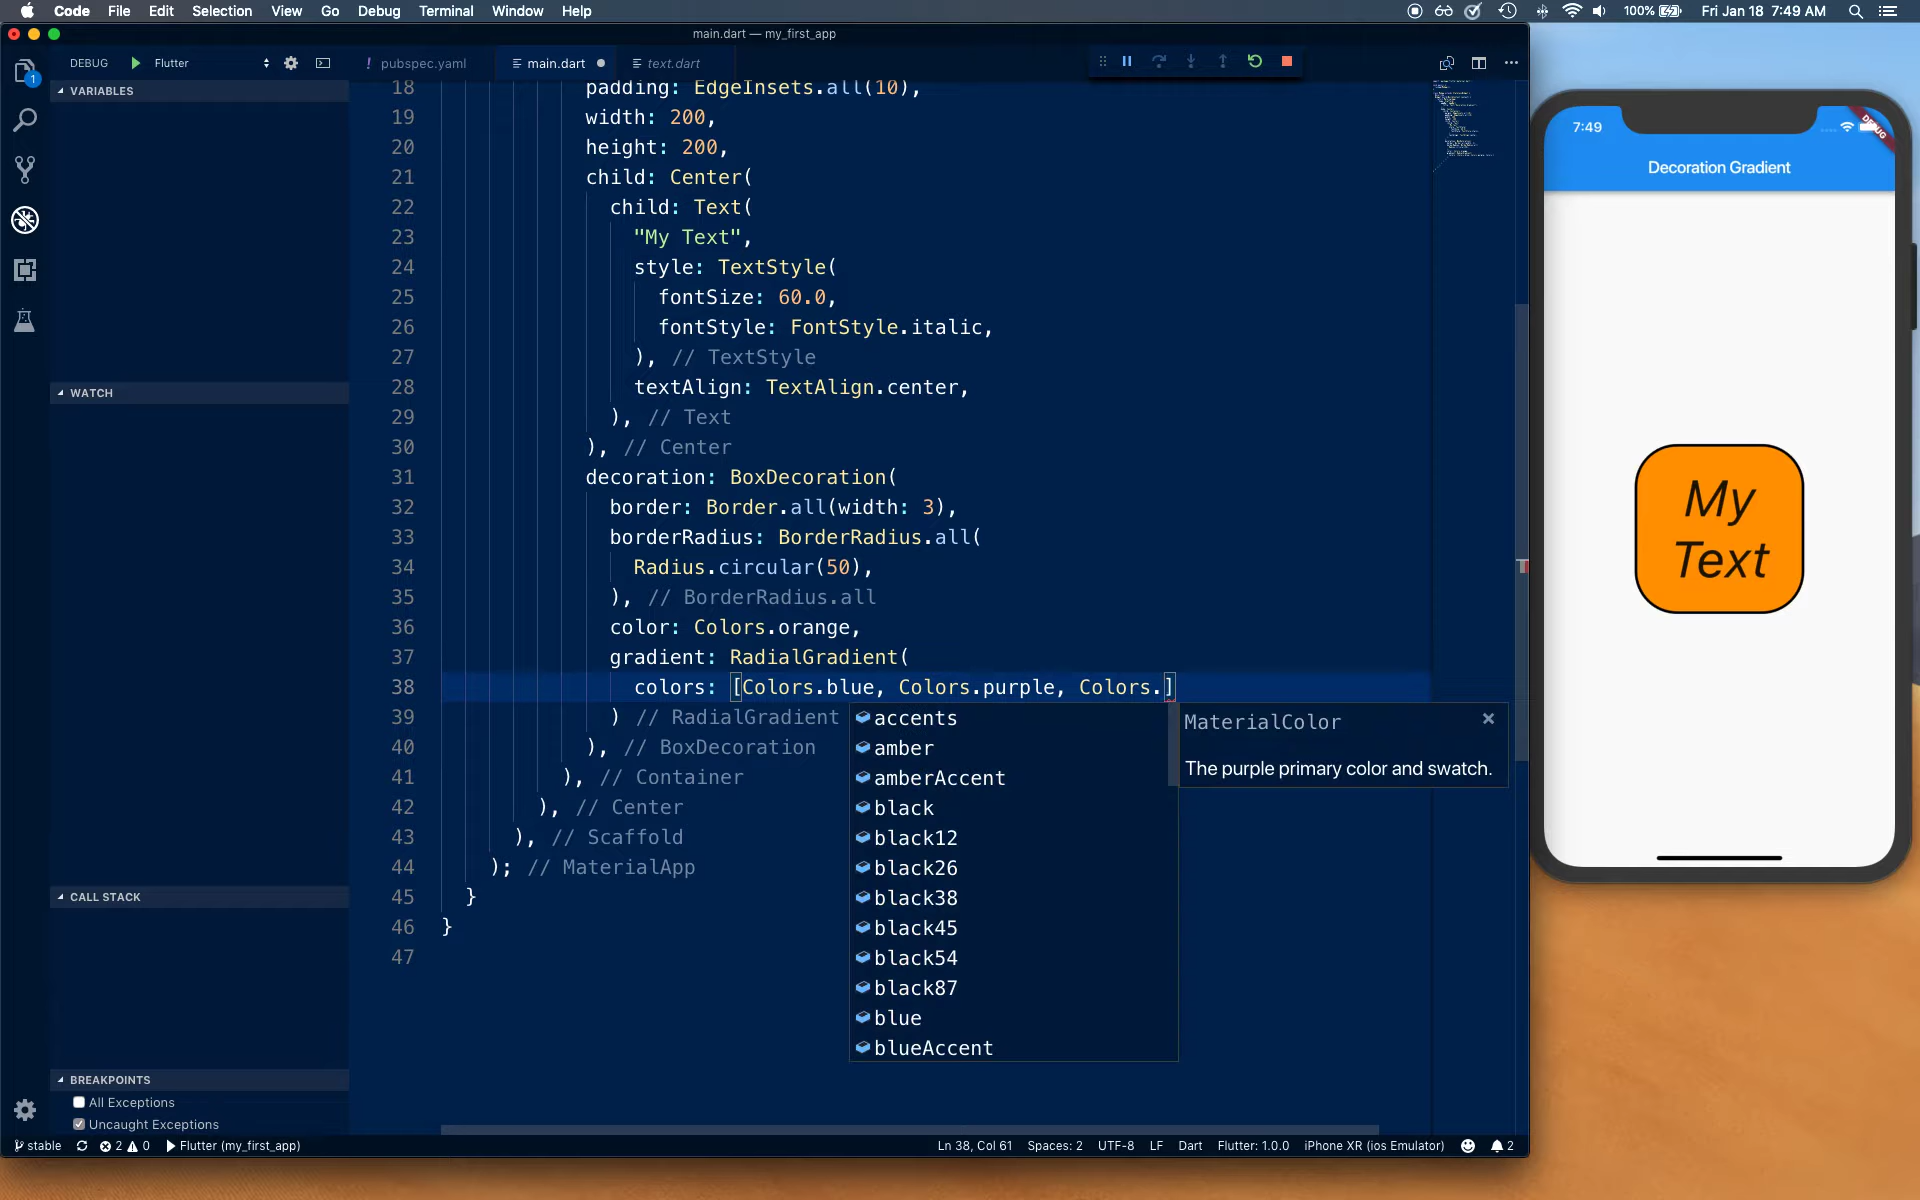 Code File Edit Selection View Go Debug Terminal Window Help 100% Fri Jan 18 7:49 AM
main.dart — my_first_app
DEBUG Flutter pubspec.yaml main.dart text.dart
1
VARIABLES
WATCH
CALL STACK
BREAKPOINTS
All Exceptions
Uncaught Exceptions
18 padding: EdgeInsets.all(10),
19 width: 200,
20 height: 200,
21 child: Center(
22 child: Text(
23 "My Text",
24 style: TextStyle(
25 fontSize: 60.0,
26 fontStyle: FontStyle.italic,
27 ), // TextStyle
28 textAlign: TextAlign.center,
29 ), // Text
30 ), // Center
31 decoration: BoxDecoration(
32 border: Border.all(width: 3),
33 borderRadius: BorderRadius.all(
34 Radius.circular(50),
35 ), // BorderRadius.all
36 color: Colors.orange,
37 gradient: RadialGradient(
38 colors: [Colors.blue, Colors.purple, Colors.]
39 ) // RadialGradient
40 ), // BoxDecoration
41 ), // Container
42 ), // Center
43 ), // Scaffold
44 ); // MaterialApp
45 }
46 }
47
accents
amber
amberAccent
black
black12
black26
black38
black45
black54
black87
blue
blueAccent
MaterialColor
The purple primary color and swatch.
7:49
DEBUG
Decoration Gradient
My
Text
stable 2 0 Flutter (my_first_app) Ln 38, Col 61 Spaces: 2 UTF-8 LF Dart Flutter: 1.0.0 iPhone XR (ios Emulator) 2